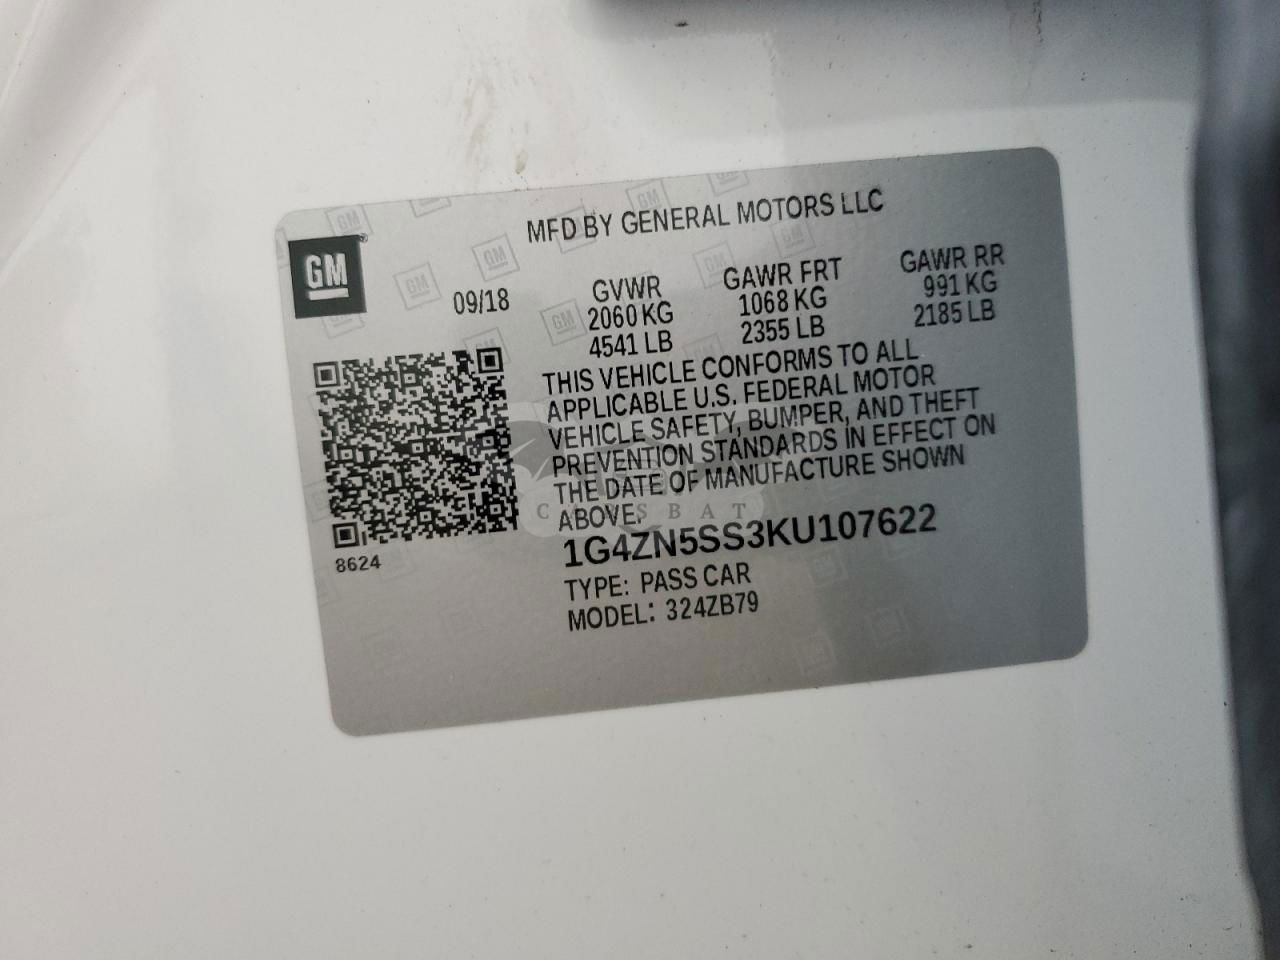 MFD BY GENERAL MOTORS LLC
GM
09/18
GVWR GAWR FRT GAWR RR
2060 KG 1068 KG 991 KG
4541 LB 2355 LB 2185 LB
THIS VEHICLE CONFORMS TO ALL
APPLICABLE U.S. FEDERAL MOTOR
VEHICLE SAFETY, BUMPER, AND THEFT
PREVENTION STANDARDS IN EFFECT ON
THE DATE OF MANUFACTURE SHOWN
ABOVE.
CARSBAT
1G4ZN5SS3KU107622
8624
TYPE: PASS CAR
MODEL: 324ZB79